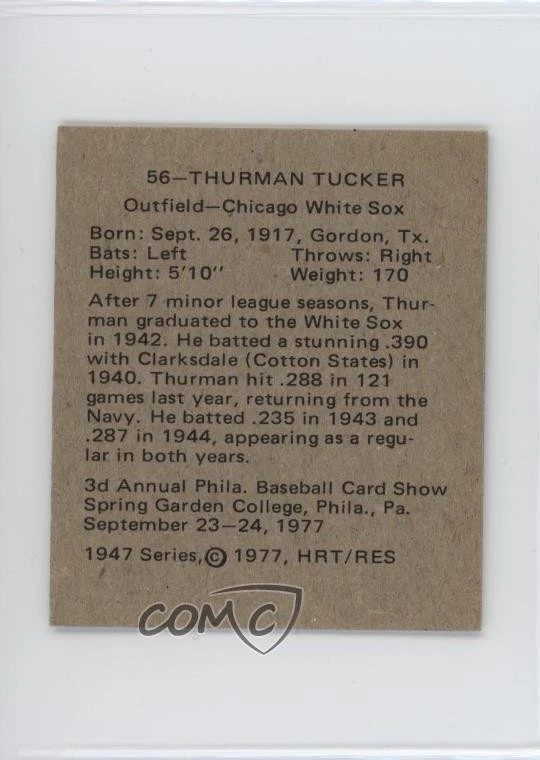 56—THURMAN TUCKER
Outfield—Chicago White Sox
Born: Sept. 26, 1917, Gordon, Tx.
Bats: Left Throws: Right
Height: 5'10" Weight: 170
After 7 minor league seasons, Thur-
man graduated to the White Sox
in 1942. He batted a stunning .390
with Clarksdale (Cotton States) in
1940. Thurman hit .288 in 121
games last year, returning from the
Navy. He batted .235 in 1943 and
.287 in 1944, appearing as a regu-
lar in both years.
3d Annual Phila. Baseball Card Show
Spring Garden College, Phila., Pa.
September 23—24, 1977
1947 Series, © 1977, HRT/RES
COMC